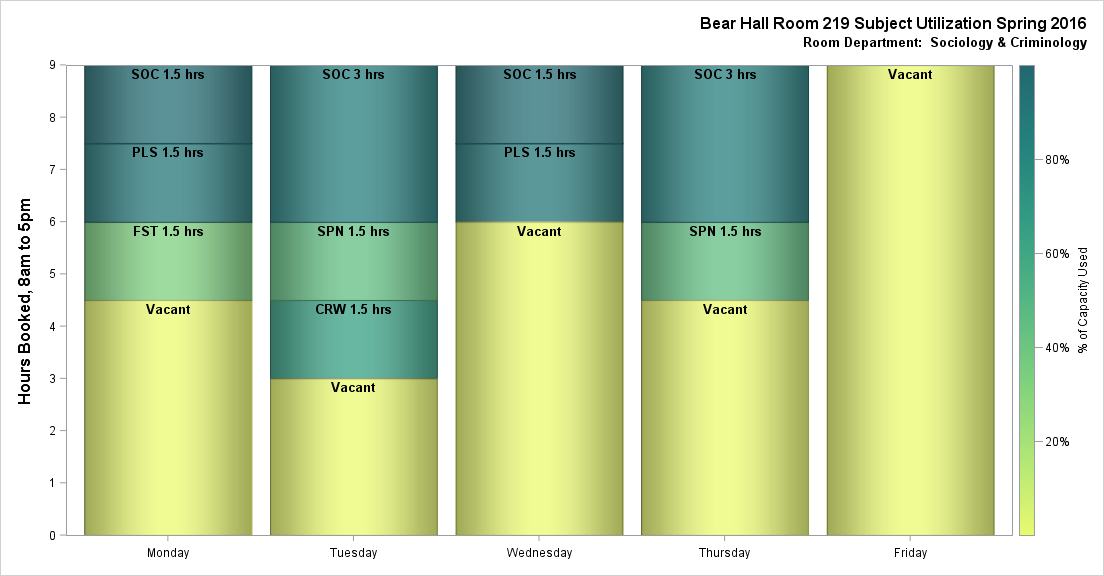 Bear Hall Room 219 Subject Utilization Spring 2016
Room Department:  Sociology & Criminology
Hours Booked, 8am to 5pm
9
8
7
6
5
4
3
2
1
0
SOC 1.5 hrs
PLS 1.5 hrs
FST 1.5 hrs
Vacant
SOC 3 hrs
SPN 1.5 hrs
CRW 1.5 hrs
Vacant
SOC 1.5 hrs
PLS 1.5 hrs
Vacant
SOC 3 hrs
SPN 1.5 hrs
Vacant
Vacant
Monday
Tuesday
Wednesday
Thursday
Friday
80%
60%
40%
20%
% of Capacity Used